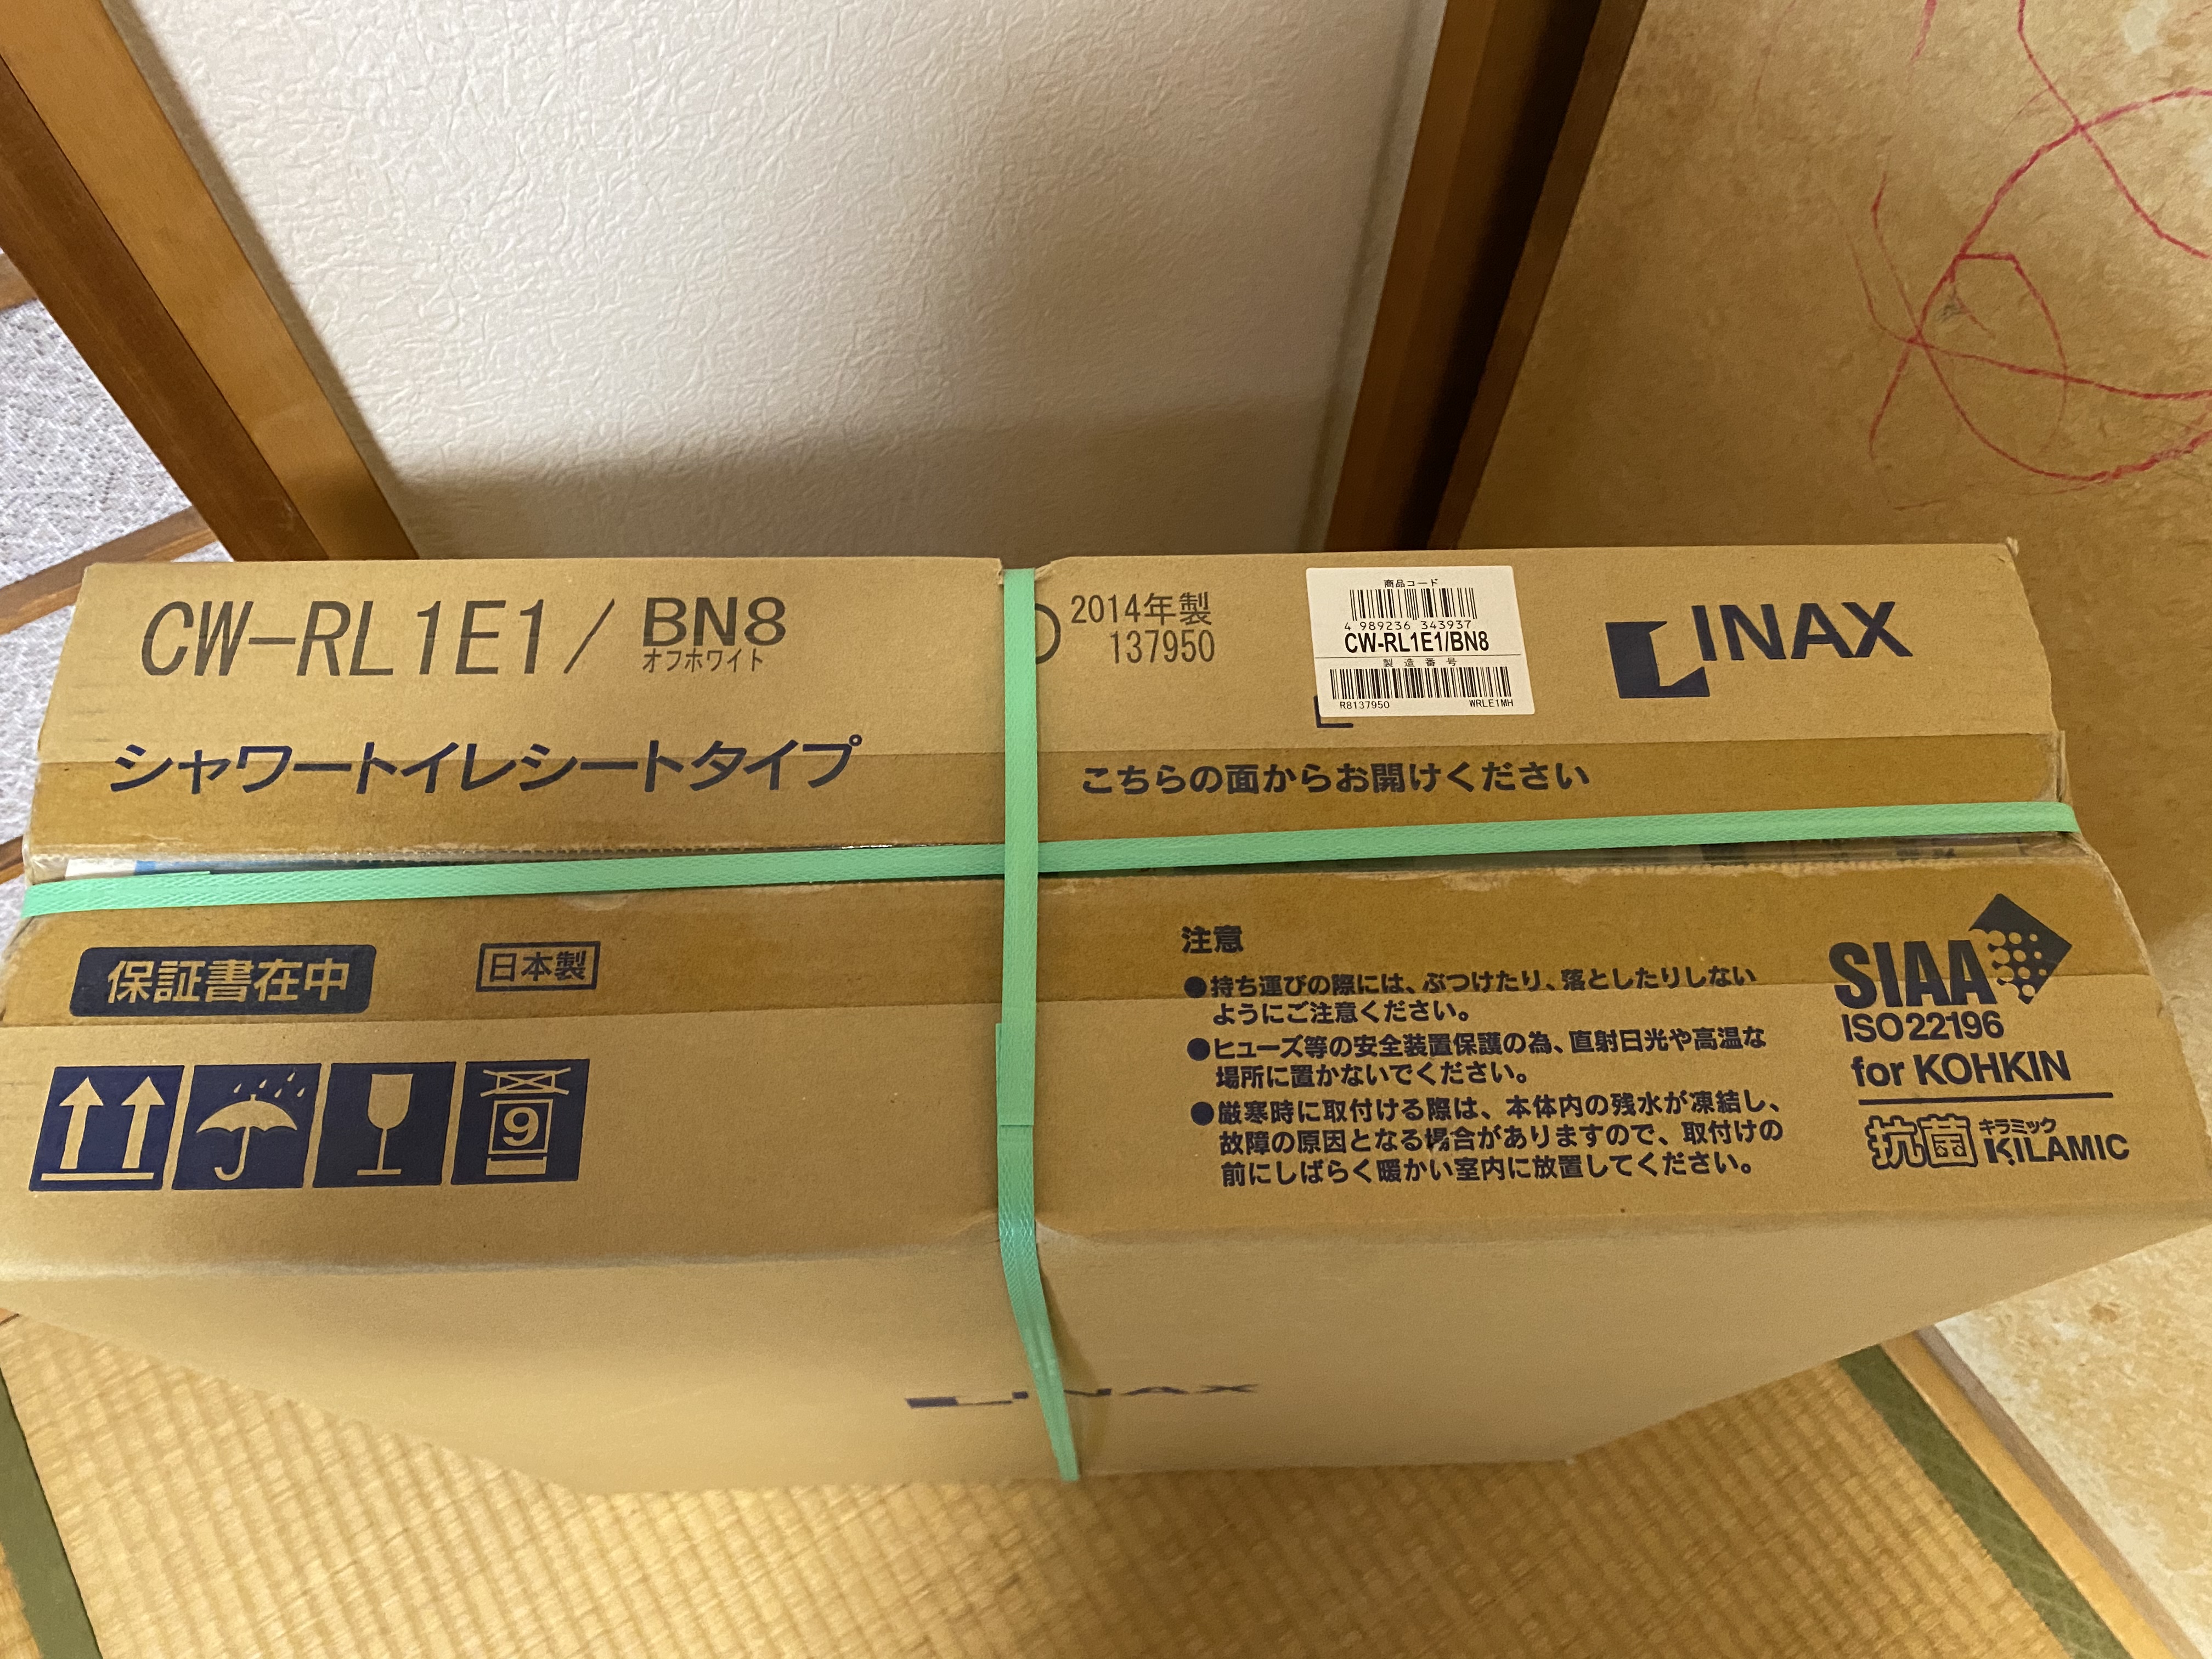 CW-RL1E1/BN8
オフホワイト
2014年製
137950
商品コード
4 989236 343937
CW-RL1E1/BN8
製造番号
R8137950 WRLE1MH
INAX
シャワートイレシートタイプ
こちらの面からお開けください
保証書在中
日本製
9
注意
●持ち運びの際には、ぶつけたり、落としたりしない
ようにご注意ください。
●ヒューズ等の安全装置保護の為、直射日光や高温な
場所に置かないでください。
●厳寒時に取付ける際は、本体内の残水が凍結し、
故障の原因となる場合がありますので、取付けの
前にしばらく暖かい室内に放置してください。
SIAA
ISO22196
for KOHKIN
抗菌 キラミック
KILAMIC
INAX